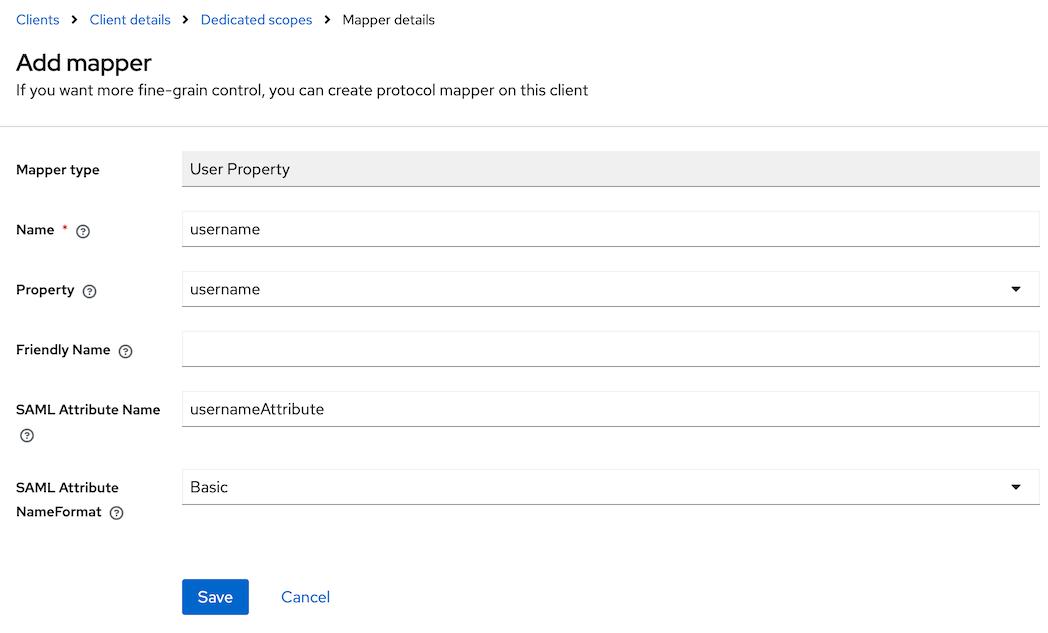 Clients > Client details > Dedicated scopes > Mapper details
Add mapper
If you want more fine-grain control, you can create protocol mapper on this client
Mapper type User Property
Name * username
Property username
Friendly Name
SAML Attribute Name usernameAttribute
SAML Attribute
NameFormat Basic
Save Cancel